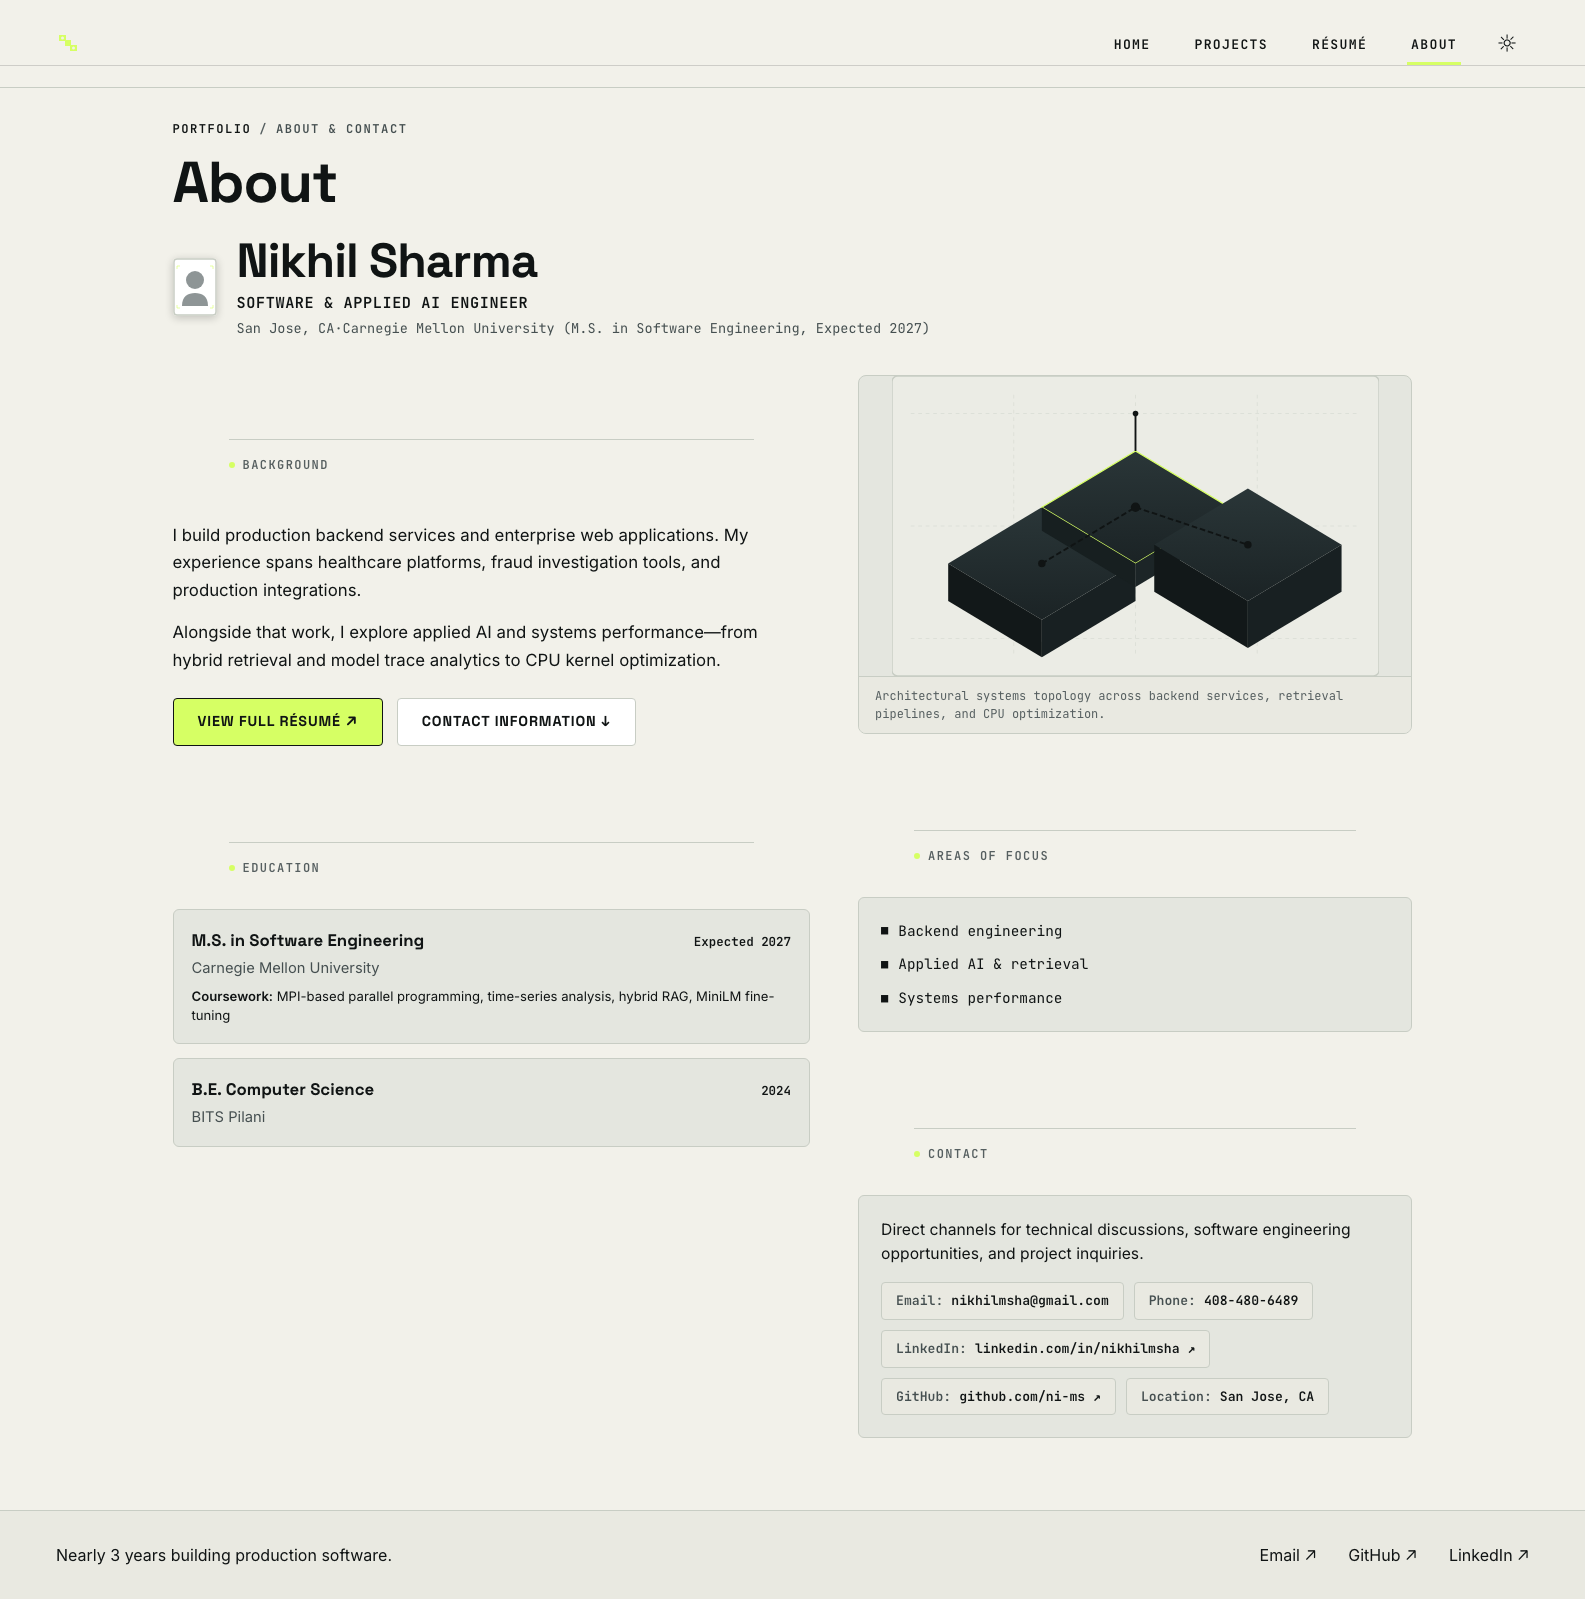 HOME PROJECTS RÉSUMÉ ABOUT
PORTFOLIO / ABOUT & CONTACT
About
Nikhil Sharma
SOFTWARE & APPLIED AI ENGINEER
San Jose, CA·Carnegie Mellon University (M.S. in Software Engineering, Expected 2027)
BACKGROUND
I build production backend services and enterprise web applications. My
experience spans healthcare platforms, fraud investigation tools, and
production integrations.
Alongside that work, I explore applied AI and systems performance—from
hybrid retrieval and model trace analytics to CPU kernel optimization.
VIEW FULL RÉSUMÉ ↗
CONTACT INFORMATION ↓
Architectural systems topology across backend services, retrieval
pipelines, and CPU optimization.
EDUCATION
M.S. in Software Engineering
Expected 2027
Carnegie Mellon University
Coursework: MPI-based parallel programming, time-series analysis, hybrid RAG, MiniLM fine-
tuning
B.E. Computer Science
2024
BITS Pilani
AREAS OF FOCUS
Backend engineering
Applied AI & retrieval
Systems performance
CONTACT
Direct channels for technical discussions, software engineering
opportunities, and project inquiries.
Email: nikhilmsha@gmail.com
Phone: 408-480-6489
LinkedIn: linkedin.com/in/nikhilmsha ↗
GitHub: github.com/ni-ms ↗
Location: San Jose, CA
Nearly 3 years building production software.
Email ↗ GitHub ↗ LinkedIn ↗